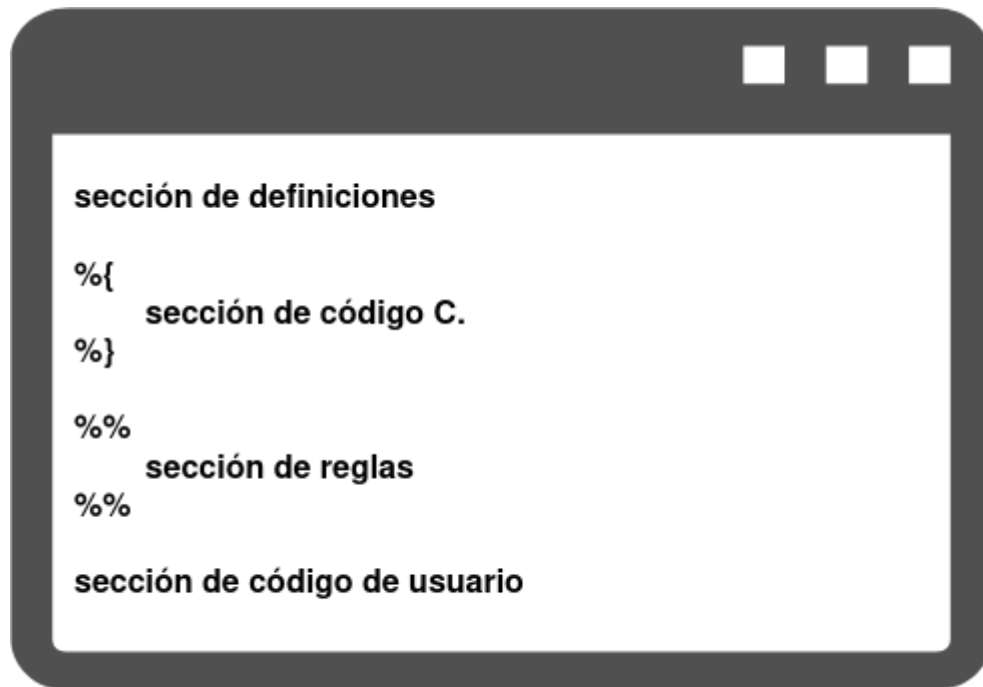 sección de definiciones
%{
sección de código C.
%}
%%
sección de reglas
%%
sección de código de usuario